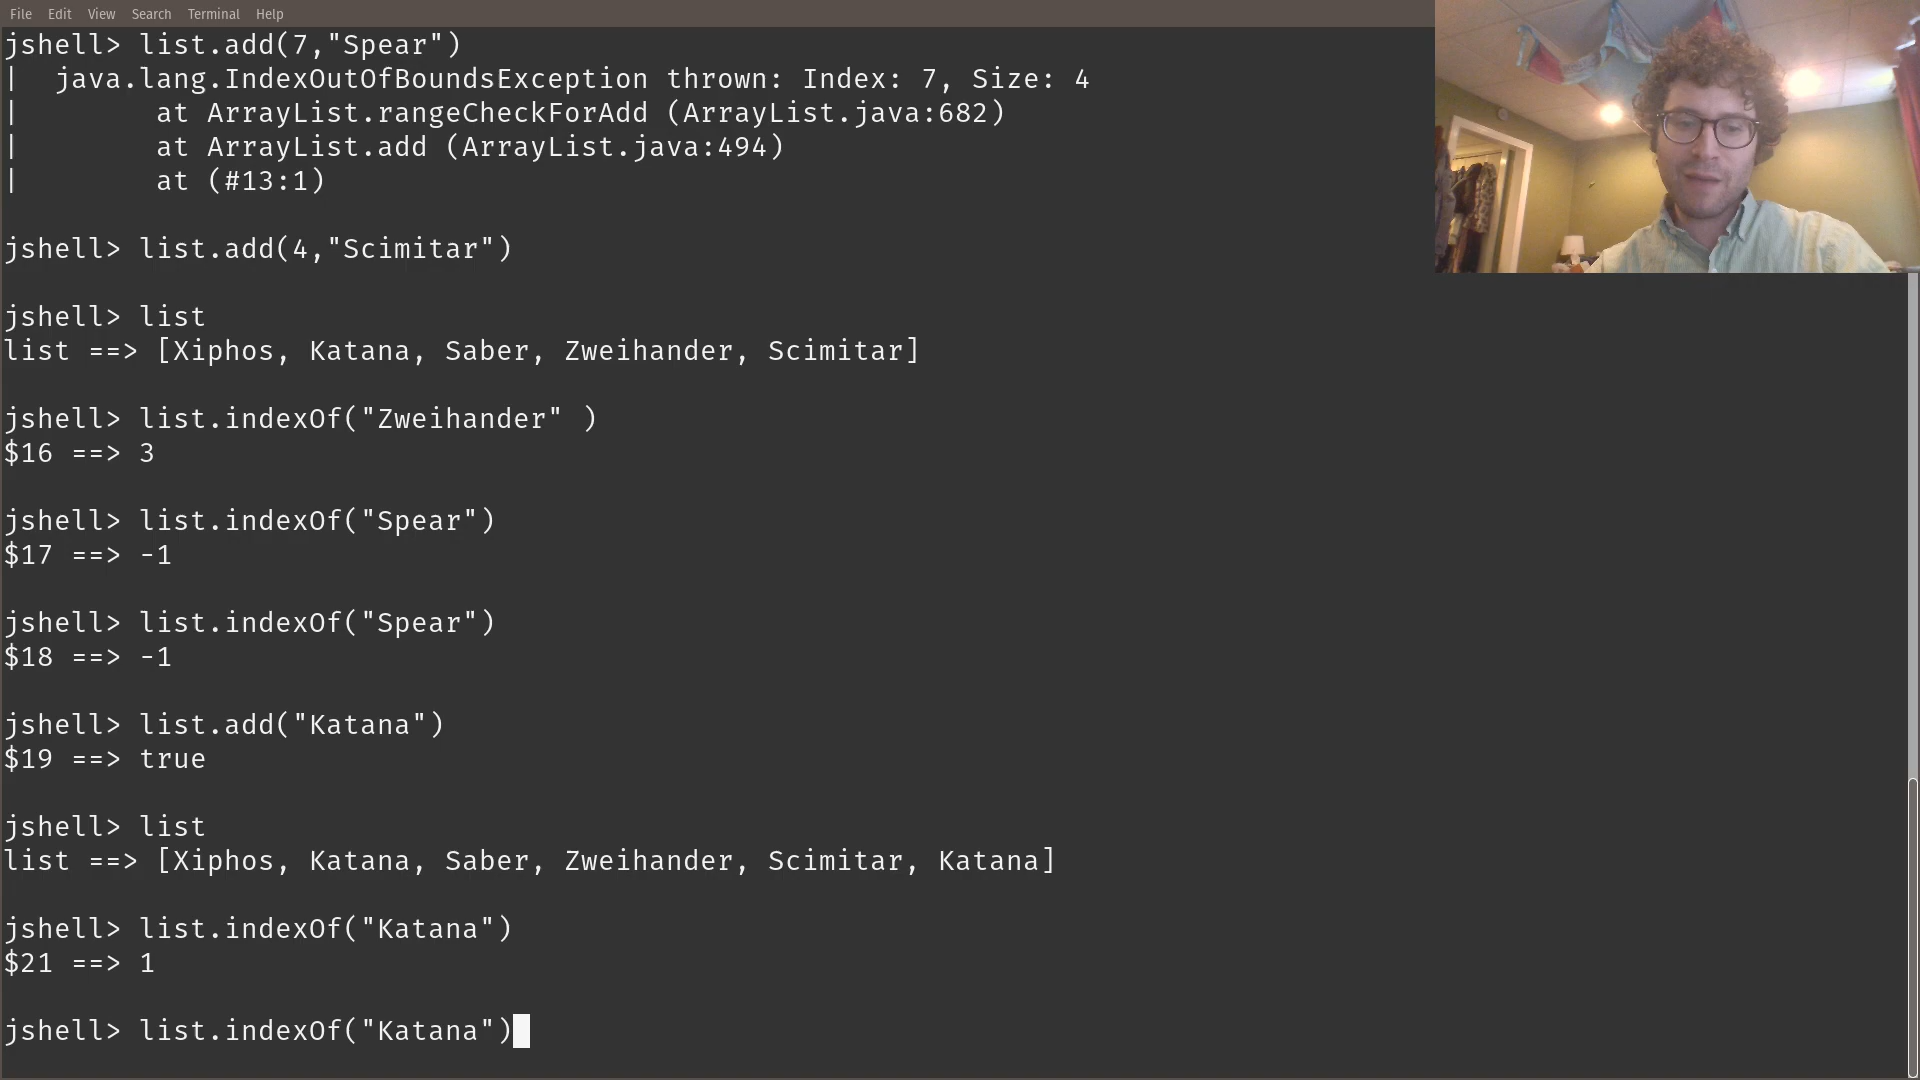 File Edit View Search Terminal Help
jshell> list.add(7,"Spear")
|  java.lang.IndexOutOfBoundsException thrown: Index: 7, Size: 4
|        at ArrayList.rangeCheckForAdd (ArrayList.java:682)
|        at ArrayList.add (ArrayList.java:494)
|        at (#13:1)
jshell> list.add(4,"Scimitar")
jshell> list
list ==> [Xiphos, Katana, Saber, Zweihander, Scimitar]
jshell> list.indexOf("Zweihander" )
$16 ==> 3
jshell> list.indexOf("Spear")
$17 ==> -1
jshell> list.indexOf("Spear")
$18 ==> -1
jshell> list.add("Katana")
$19 ==> true
jshell> list
list ==> [Xiphos, Katana, Saber, Zweihander, Scimitar, Katana]
jshell> list.indexOf("Katana")
$21 ==> 1
jshell> list.indexOf("Katana")